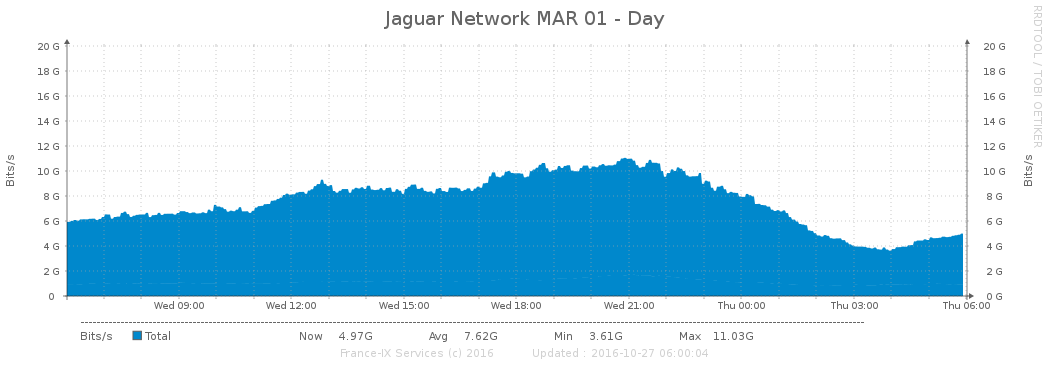 Jaguar Network MAR 01 - Day
RRDTOOL / TOBI OETIKER
Bits/s
Bits/s
20 G 20 G
18 G 18 G
16 G 16 G
14 G 14 G
12 G 12 G
10 G 10 G
8 G 8 G
6 G 6 G
4 G 4 G
2 G 2 G
0 0 G
Wed 09:00 Wed 12:00 Wed 15:00 Wed 18:00 Wed 21:00 Thu 00:00 Thu 03:00 Thu 06:00
Bits/s Total Now 4.97G Avg 7.62G Min 3.61G Max 11.03G
France-IX Services (c) 2016 Updated : 2016-10-27 06:00:04